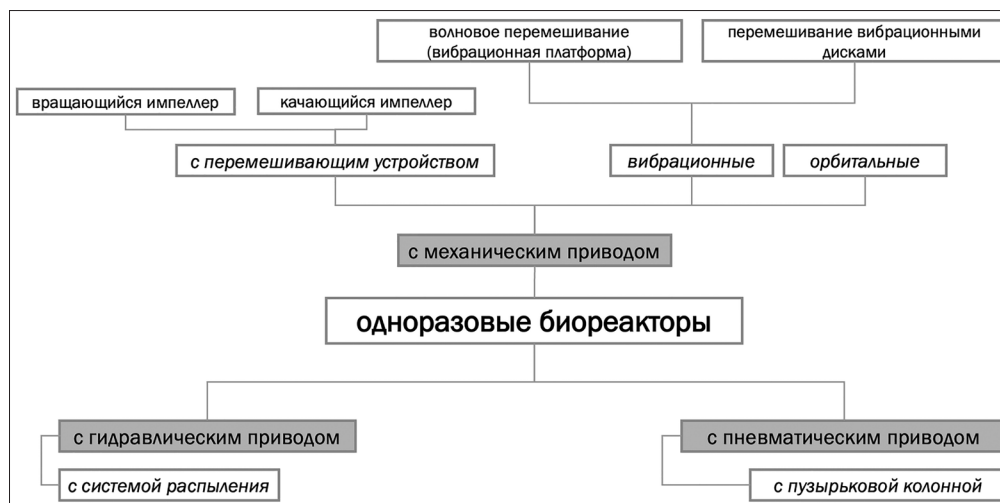 волновое перемешивание
(вибрационная платформа)
перемешивание вибрационными
дисками
вращающийся импеллер
качающийся импеллер
с перемешивающим устройством
вибрационные
орбитальные
с механическим приводом
одноразовые биореакторы
с гидравлическим приводом
с пневматическим приводом
с системой распыления
с пузырьковой колонной